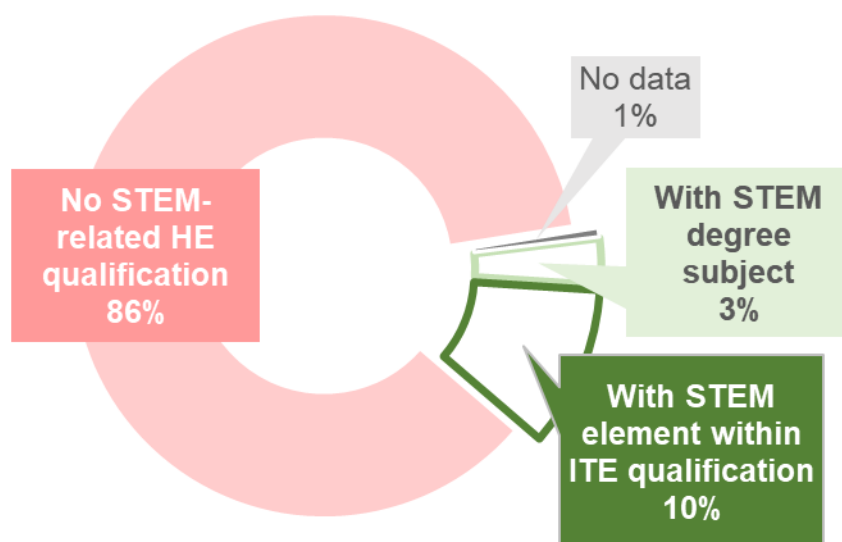 No data
1%
With STEM
degree
subject
3%
No STEM-
related HE
qualification
86%
With STEM
element within
ITE qualification
10%